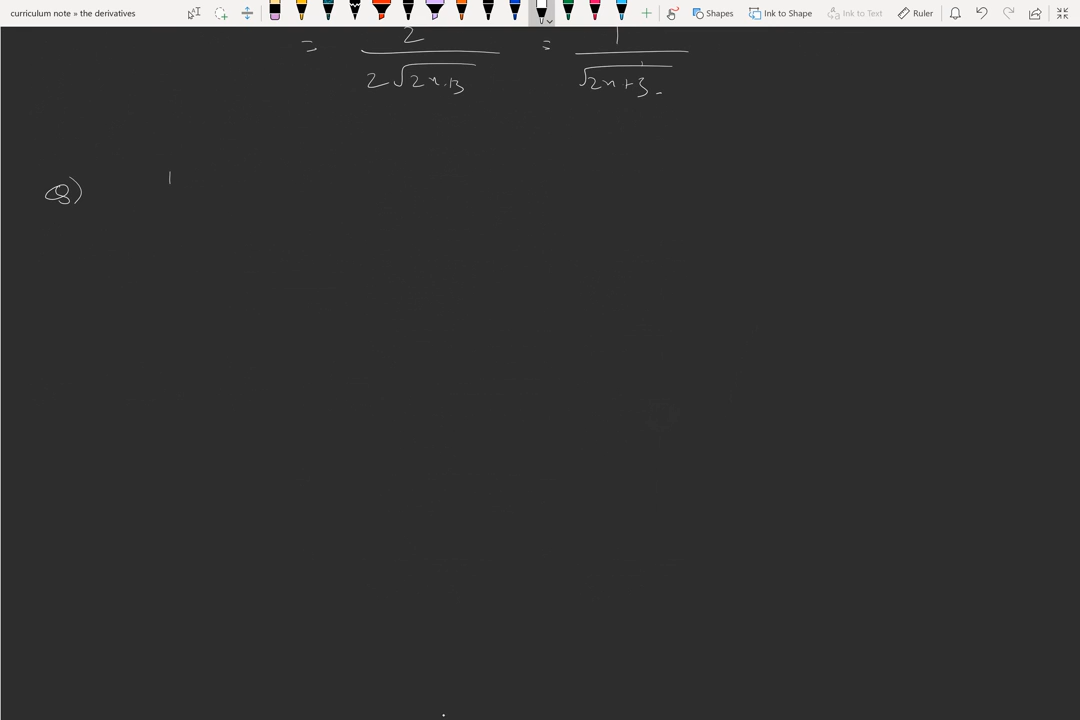 curriculum note » the derivatives
Shapes Ink to Shape Ink to Text Ruler
= 2 / 2√2x+3 = 1 / √2x+3
Q) 1